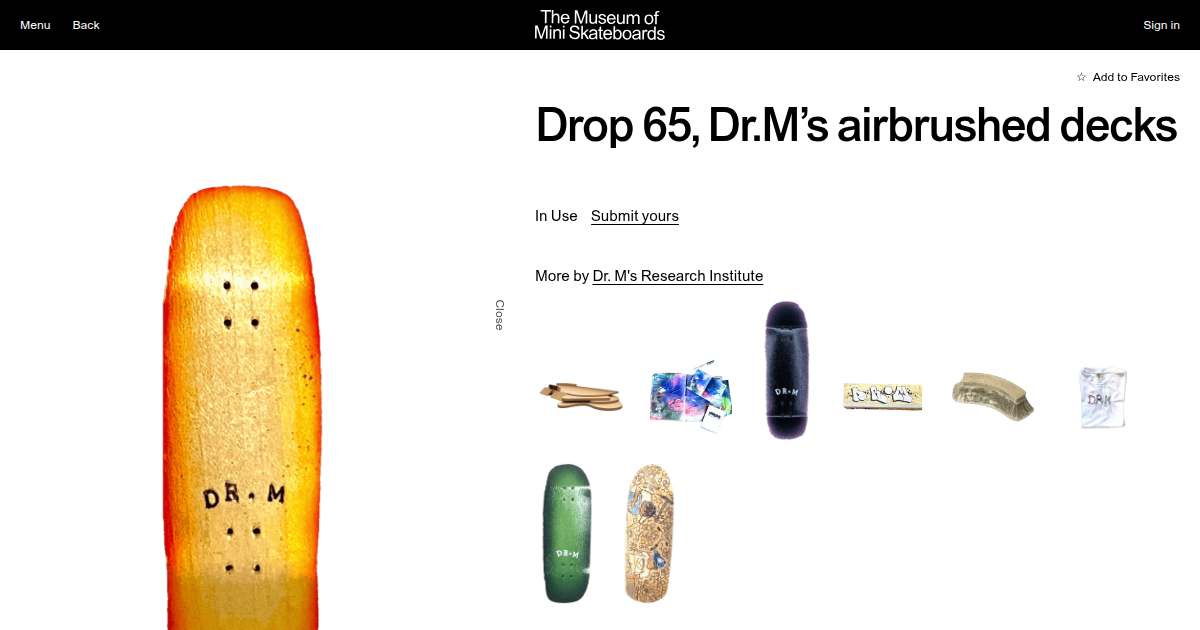 Menu
Back
The Museum of
Mini Skateboards
Sign in
☆ Add to Favorites
Drop 65, Dr.M’s airbrushed decks
In Use Submit yours
More by Dr. M's Research Institute
Close
DR·M
DR·M
DRM
DR·M